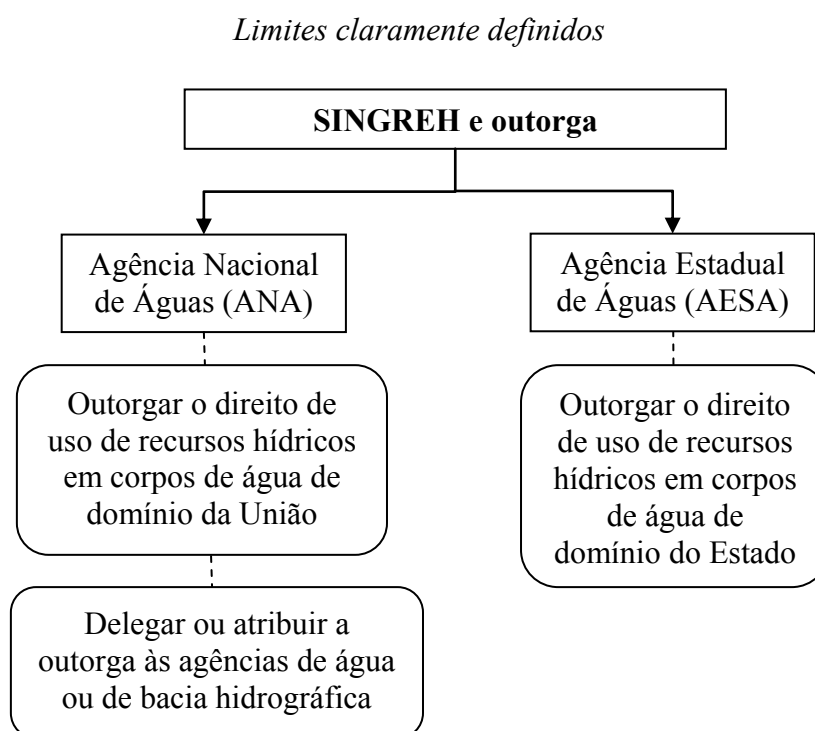 Limites claramente definidos
SINGREH e outorga
Agência Nacional
de Águas (ANA)
Agência Estadual
de Águas (AESA)
Outorgar o direito de
uso de recursos hídricos
em corpos de água de
domínio da União
Outorgar o direito
de uso de recursos
hídricos em corpos
de água de
domínio do Estado
Delegar ou atribuir a
outorga às agências de água
ou de bacia hidrográfica